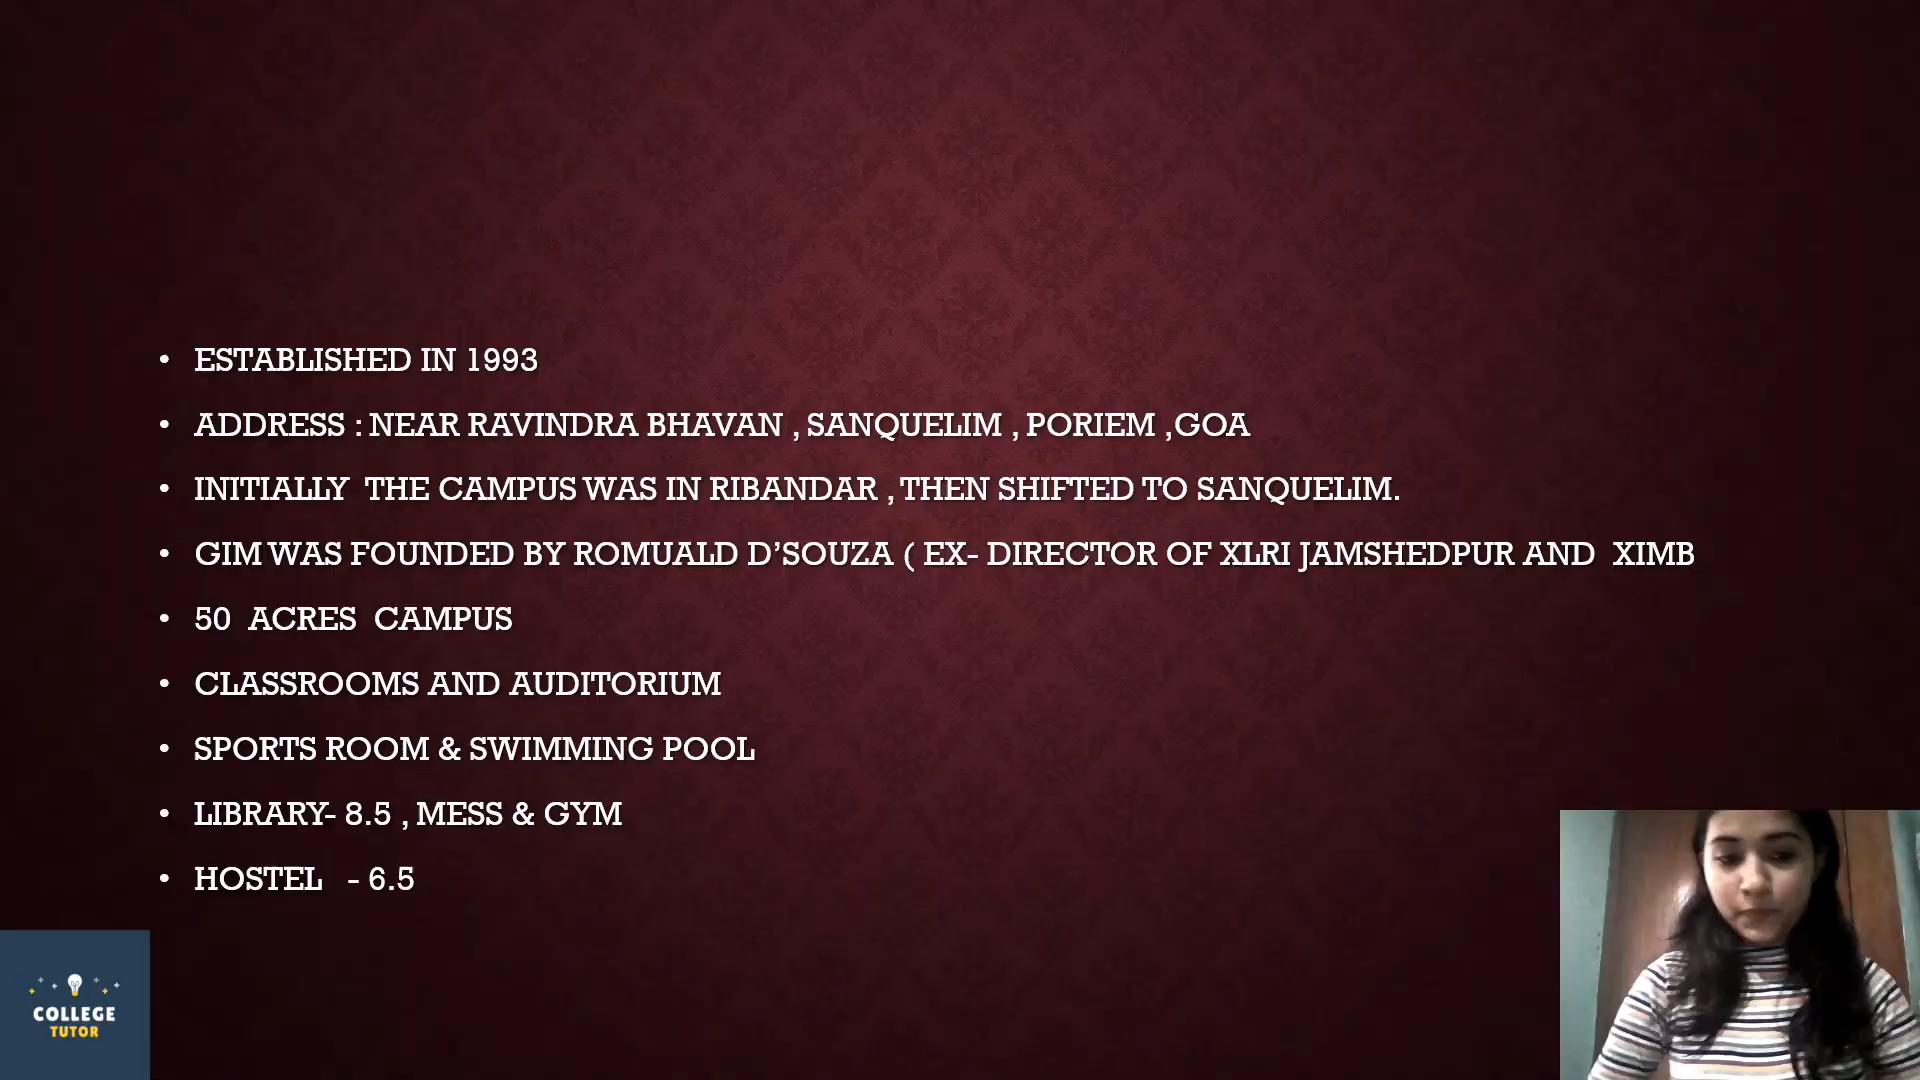 • ESTABLISHED IN 1993
• ADDRESS : NEAR RAVINDRA BHAVAN , SANQUELIM , PORIEM ,GOA
• INITIALLY THE CAMPUS WAS IN RIBANDAR , THEN SHIFTED TO SANQUELIM.
• GIM WAS FOUNDED BY ROMUALD D’SOUZA ( EX- DIRECTOR OF XLRI JAMSHEDPUR AND XIMB
• 50 ACRES CAMPUS
• CLASSROOMS AND AUDITORIUM
• SPORTS ROOM & SWIMMING POOL
• LIBRARY- 8.5 , MESS & GYM
• HOSTEL - 6.5
COLLEGE
TUTOR